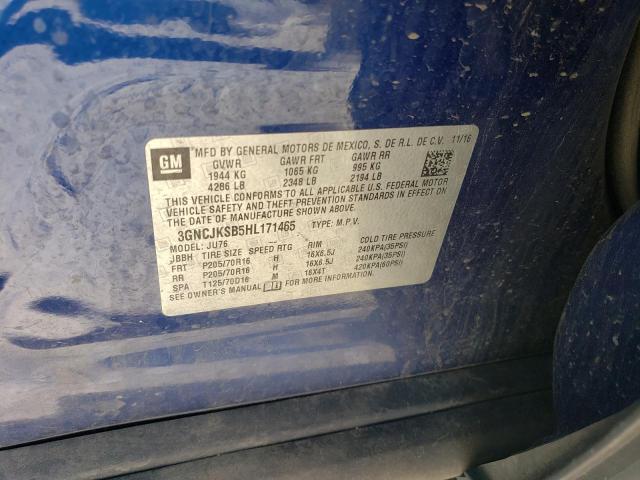 GM
MFD BY GENERAL MOTORS DE MEXICO, S. DE R.L. DE C.V. 11/16
GVWR GAWR FRT GAWR RR
1944 KG 1065 KG 995 KG
4286 LB 2348 LB 2194 LB
THIS VEHICLE CONFORMS TO ALL APPLICABLE U.S. FEDERAL MOTOR
VEHICLE SAFETY AND THEFT PREVENTION STANDARDS IN EFFECT ON
THE DATE OF MANUFACTURE SHOWN ABOVE.
3GNCJKSB5HL171465 TYPE: M.P.V.
MODEL: JU76
JBBH TIRE SIZE SPEED RTG RIM COLD TIRE PRESSURE
FRT P205/70R16 H 16X6.5J 240KPA(35PSI)
RR P205/70R16 H 16X6.5J 240KPA(35PSI)
SPA T125/70D16 M 16X4T 420KPA(60PSI)
SEE OWNER'S MANUAL FOR MORE INFORMATION.